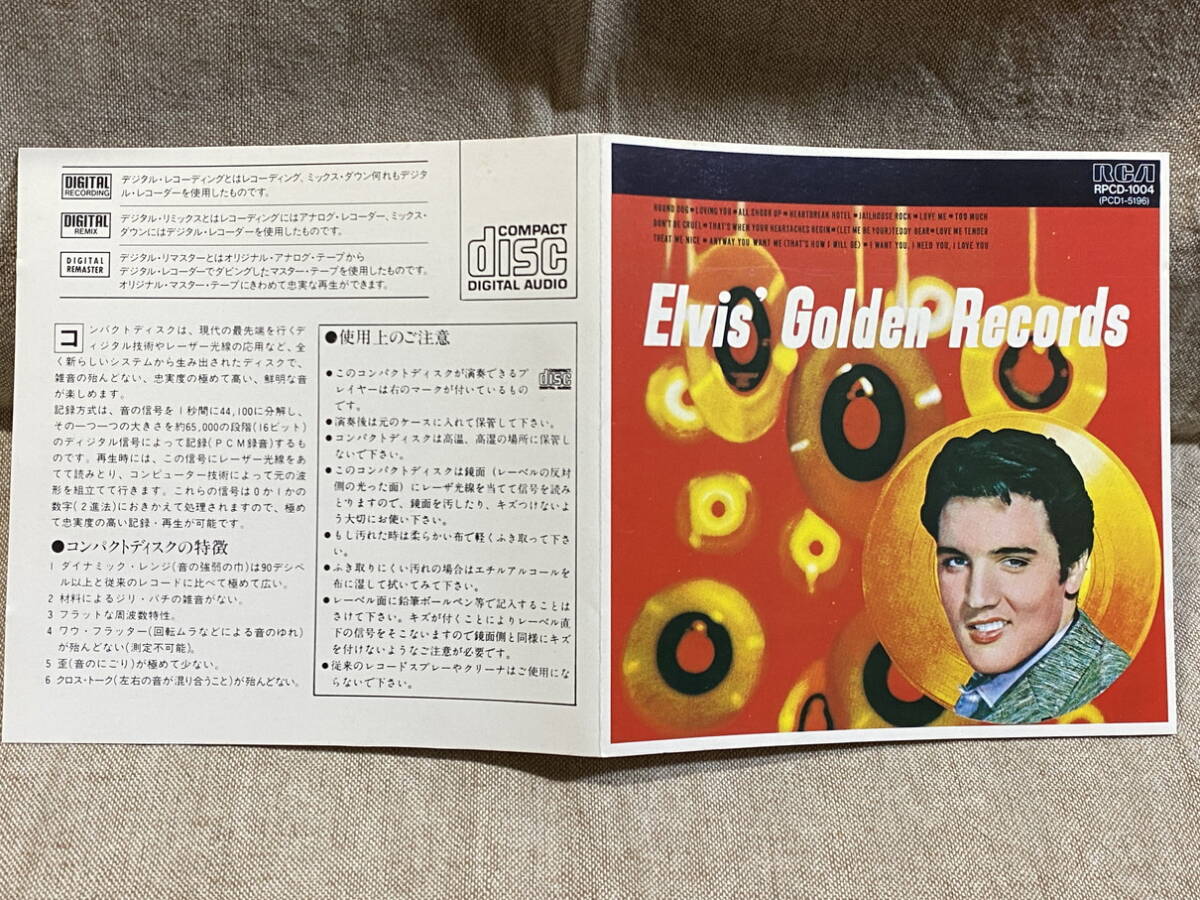 DIGITAL
RECORDING
デジタル・レコーディングとはレコーディング、ミックス・ダウン何れもデジタ
ル・レコーダーを使用したものです。
DIGITAL
REMIX
デジタル・リミックスとはレコーディングにはアナログ・レコーダー、ミックス・
ダウンにはデジタル・レコーダーを使用したものです。
DIGITAL
REMASTER
デジタル・リマスターとはオリジナル・アナログ・テープから
デジタル・レコーダーでダビングしたマスター・テープを使用したものです。
オリジナル・マスター・テープにきわめて忠実な再生ができます。
COMPACT
disc
DIGITAL AUDIO
コンパクトディスクは、現代の最先端を行くデ
ィジタル技術やレーザー光線の応用など、全
く新らしいシステムから生み出されたディスクで、
雑音の殆んどない、忠実度の極めて高い、鮮明な音
が楽しめます。
記録方式は、音の信号を1秒間に44,100に分解し、
その一つ一つの大きさを約65,000の段階(16ビット)
のディジタル信号によって記録(PCM録音)するも
のです。再生時には、この信号にレーザー光線をあ
てて読みとり、コンピューター技術によって元の波
形を組立てて行きます。これらの信号は0か1かの
数字(2進法)におきかえて処理されますので、極め
て忠実度の高い記録・再生が可能です。
●コンパクトディスクの特徴
1 ダイナミック・レンジ(音の強弱の巾)は90デシベ
ル以上と従来のレコードに比べて極めて広い。
2 材料によるジリ・パチの雑音がない。
3 フラットな周波数特性。
4 ワウ・フラッター(回転ムラなどによる音のゆれ)
が殆んどない(測定不可能)。
5 歪(音のにごり)が極めて少ない。
6 クロス・トーク(左右の音が混り合うこと)が殆んどない。
●使用上のご注意
●このコンパクトディスクが演奏できるプ
レイヤーは右のマークが付いているもの
です。
disc
●演奏後は元のケースに入れて保管して下さい。
●コンパクトディスクは高温、高湿の場所に保管し
ないで下さい。
●このコンパクトディスクは鏡面(レーベルの反対
側の光った面)にレーザ光線を当てて信号を読み
とりますので、鏡面を汚したり、キズつけないよ
う大切にお使い下さい。
●もし汚れた時は柔らかい布で軽くふき取って下さ
い。
●ふき取りにくい汚れの場合はエチルアルコールを
布に湿して拭いてみて下さい。
●レーベル面に鉛筆ボールペン等で記入することは
さけて下さい。キズが付くことによりレーベル直
下の信号をそこないますので鏡面側と同様にキズ
を付けないようなご注意が必要です。
●従来のレコードスプレーやクリーナはご使用にな
らないで下さい。
RCA
RPCD-1004
(PCD1-5196)
HOUND DOG ★ LOVING YOU ★ ALL SHOOK UP ★ HEARTBREAK HOTEL ★ JAILHOUSE ROCK ★ LOVE ME ★ TOO MUCH
DON'T BE CRUEL ★ THAT'S WHEN YOUR HEARTACHES BEGIN ★ (LET ME BE YOUR) TEDDY BEAR ★ LOVE ME TENDER
TREAT ME NICE ★ ANYWAY YOU WANT ME (THAT'S HOW I WILL BE) ★ I WANT YOU, I NEED YOU, I LOVE YOU
Elvis' Golden Records